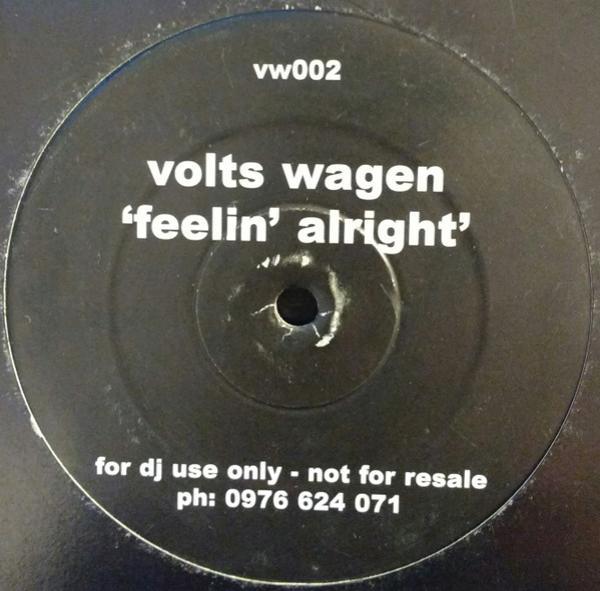 vw002
volts wagen
‘feelin’ alright’
for dj use only - not for resale
ph: 0976 624 071